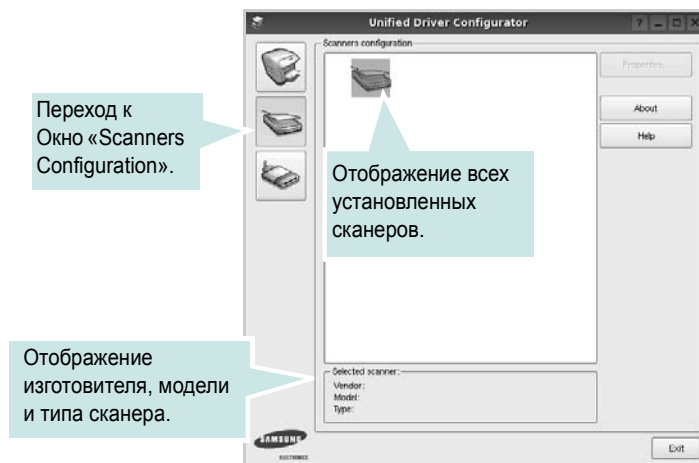 Unified Driver Configurator
Scanners configuration
Properties...
About
Help
Переход к
Окно «Scanners
Configuration».
Отображение всех
установленных
сканеров.
Отображение
изготовителя, модели
и типа сканера.
Selected scanner:
Vendor:
Model:
Type:
SAMSUNG
ELECTRONICS
Exit